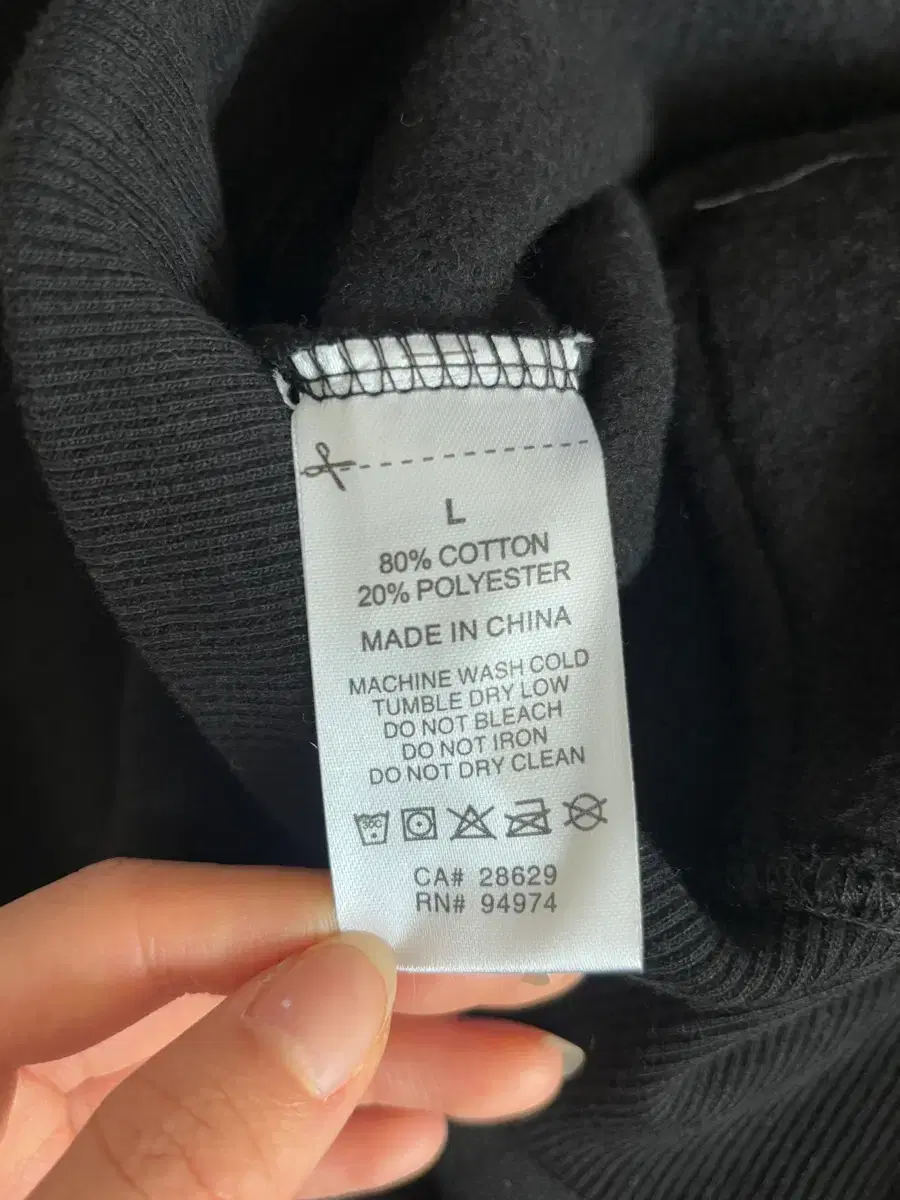 L
80% COTTON
20% POLYESTER
MADE IN CHINA
MACHINE WASH COLD
TUMBLE DRY LOW
DO NOT BLEACH
DO NOT IRON
DO NOT DRY CLEAN
30C
CA# 28629
RN# 94974